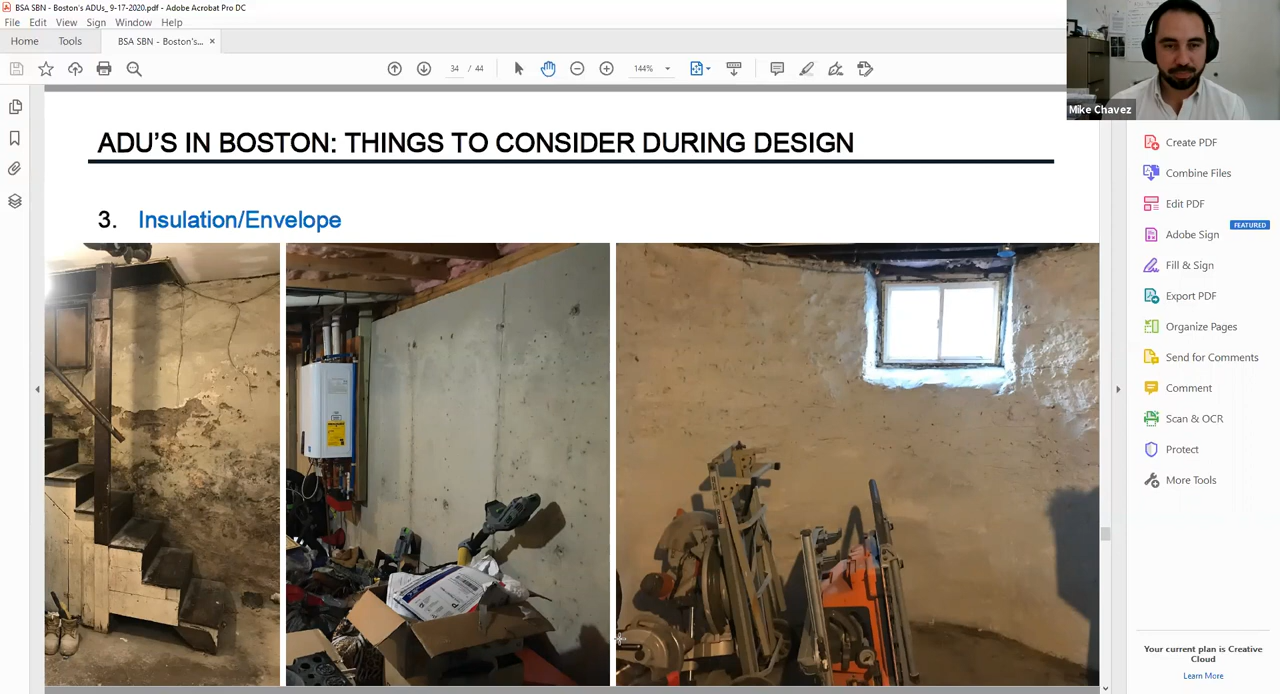 BSA SBN - Boston's ADUs_ 9-17-2020.pdf - Adobe Acrobat Pro DC
File Edit View Sign Window Help
Home Tools BSA SBN - Boston's... ×
34 / 44 144%
Mike Chavez
ADU'S IN BOSTON: THINGS TO CONSIDER DURING DESIGN
3. Insulation/Envelope
Create PDF
Combine Files
Edit PDF
FEATURED
Adobe Sign
Fill & Sign
Export PDF
Organize Pages
Send for Comments
Comment
Scan & OCR
Protect
More Tools
Your current plan is Creative
Cloud
Learn More